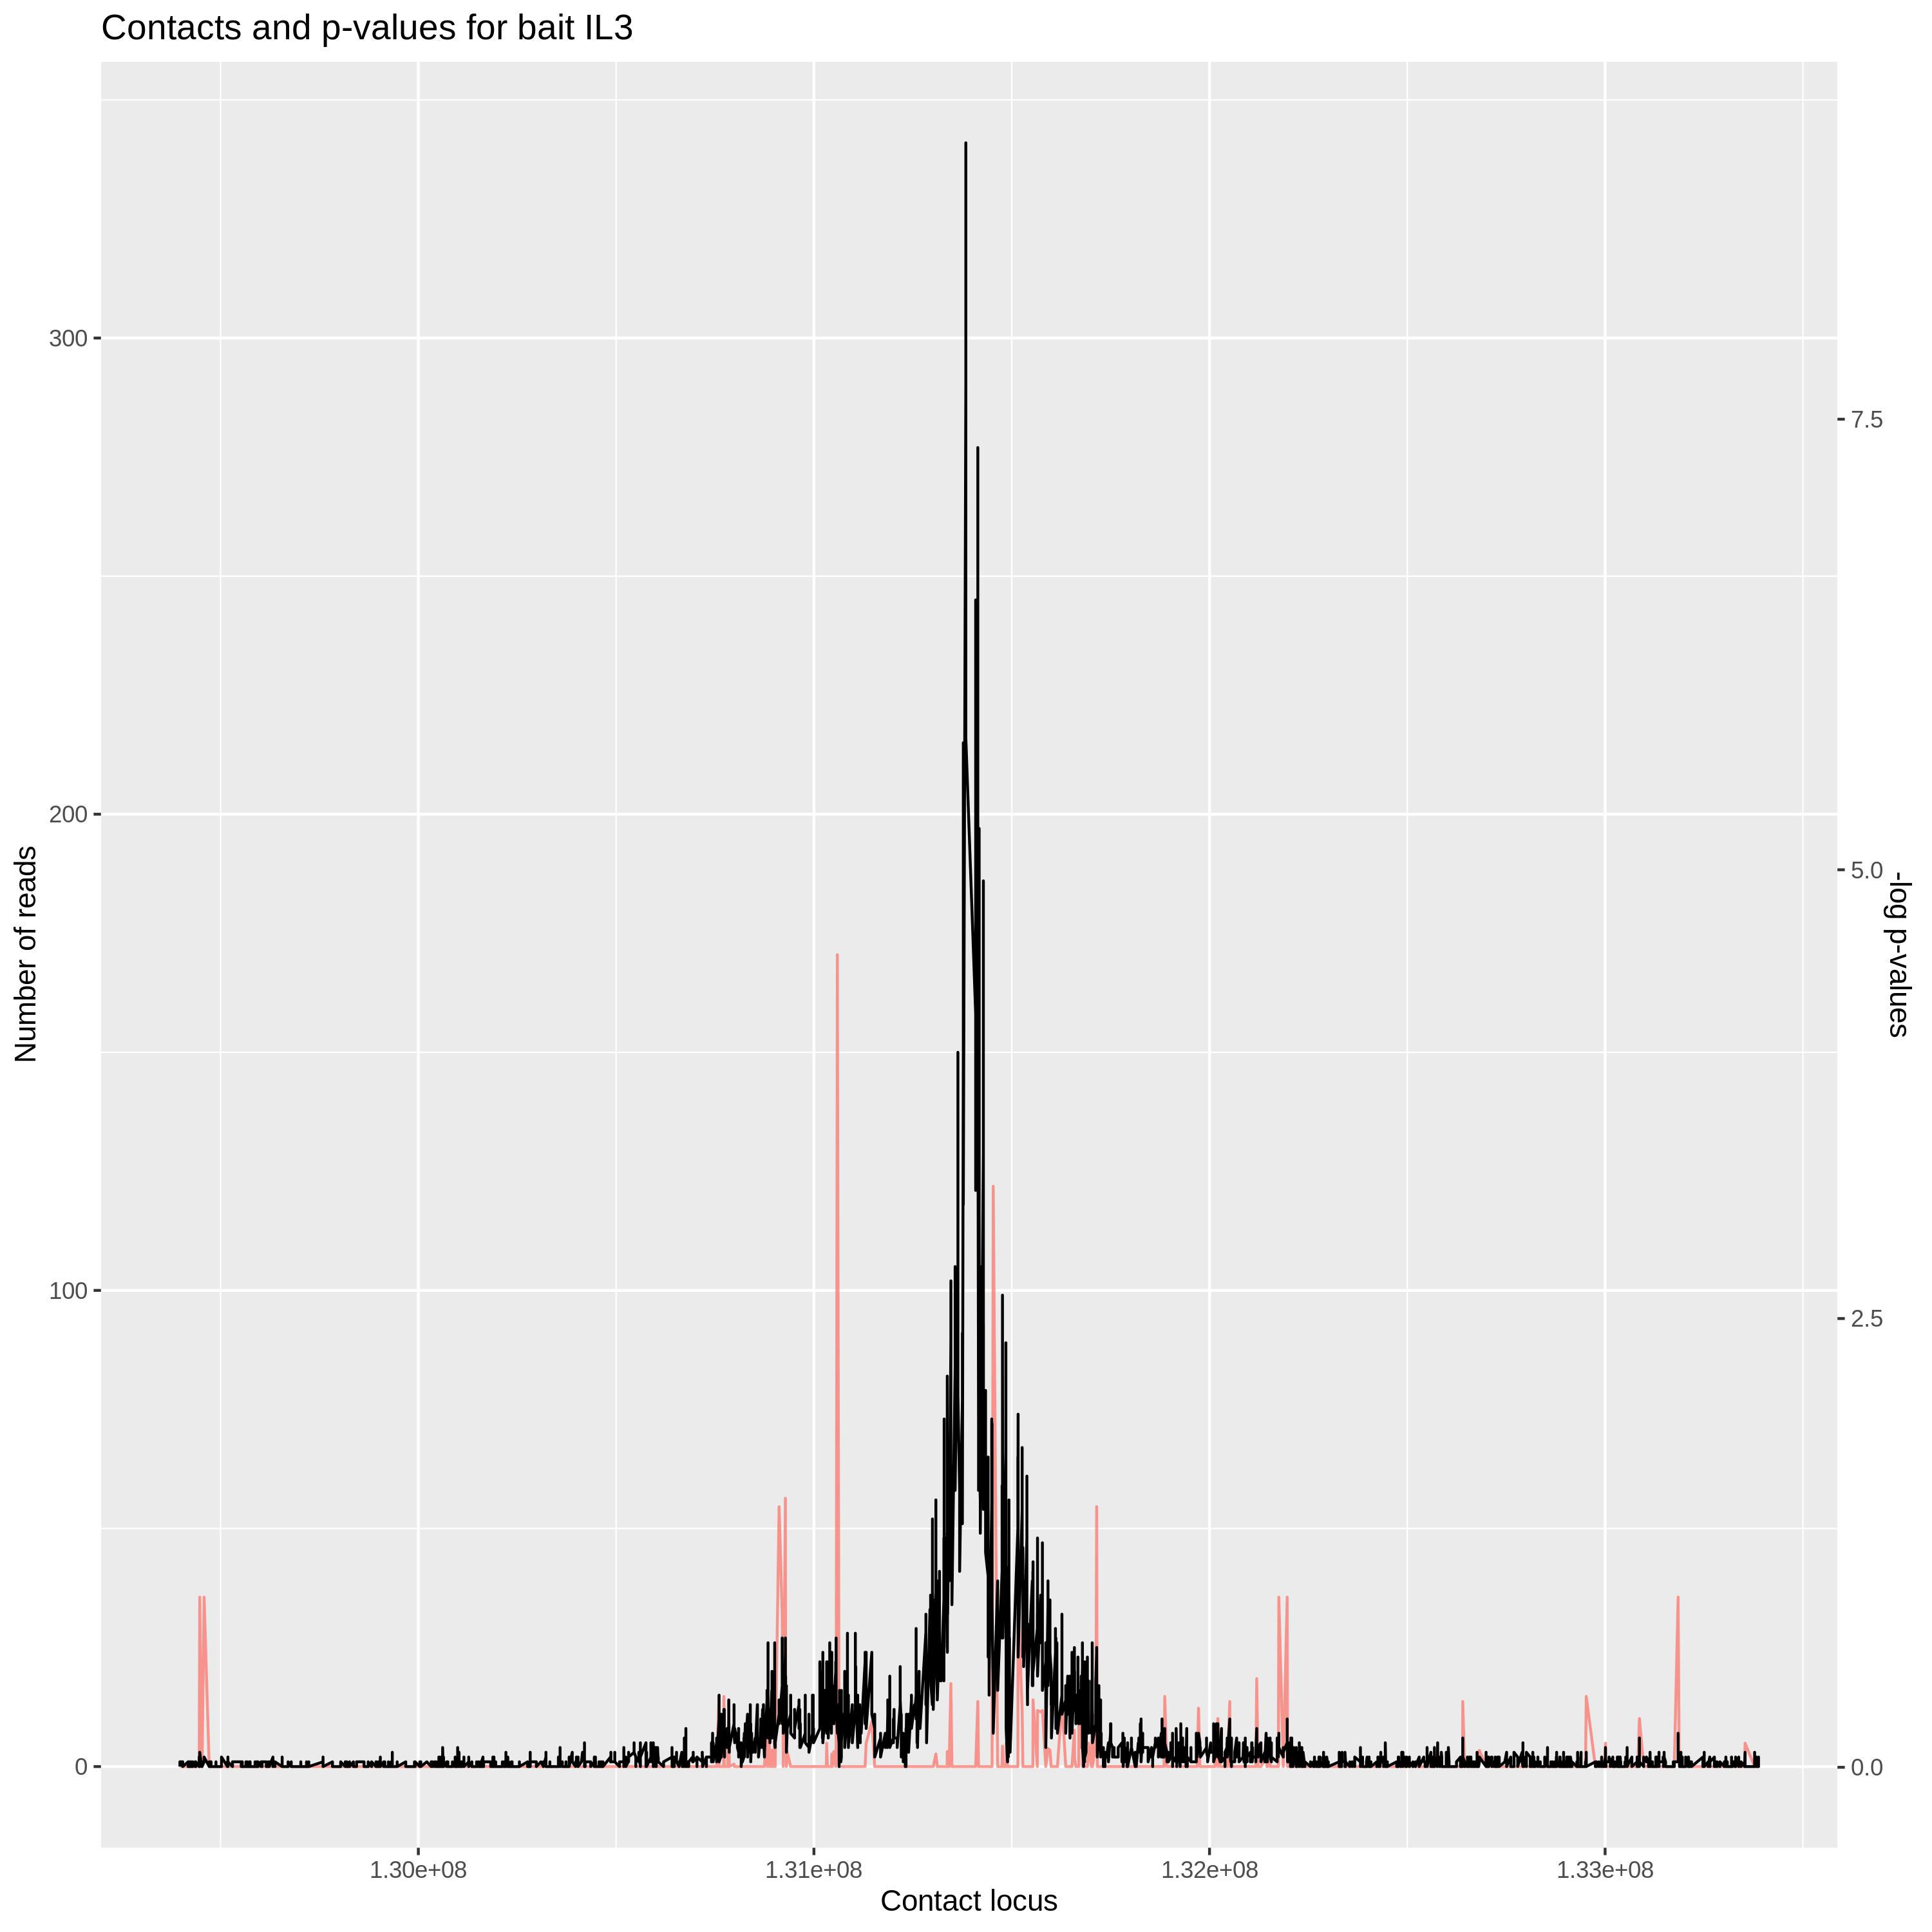 Contacts and p-values for bait IL3
300
200
100
0
Number of reads
7.5
5.0
2.5
0.0
-log p-values
1.30e+08
1.31e+08
1.32e+08
1.33e+08
Contact locus